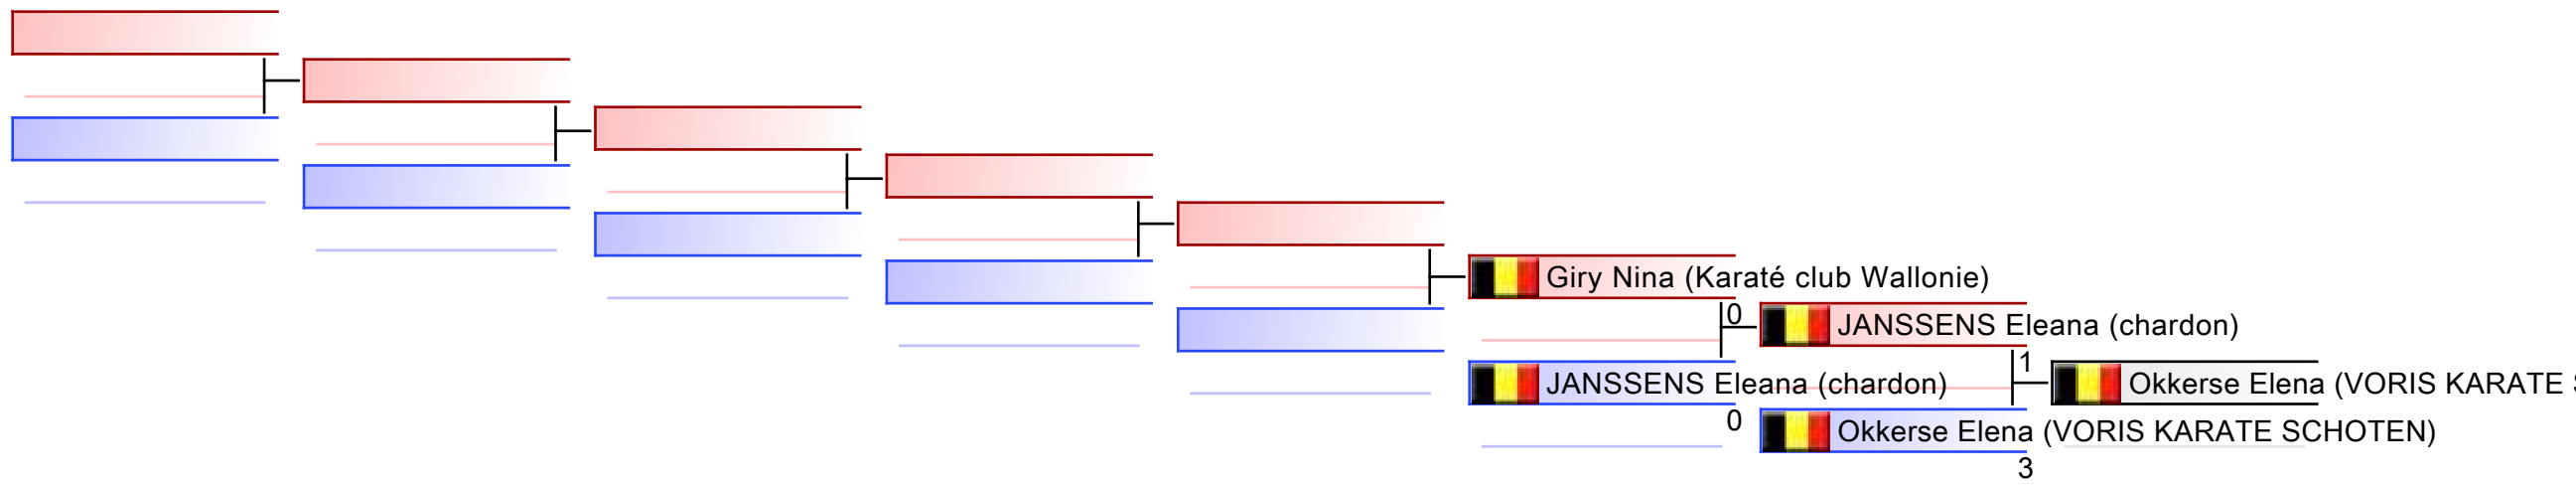 Giry Nina (Karaté club Wallonie)
0
JANSSENS Eleana (chardon)
JANSSENS Eleana (chardon)
0
1
Okkerse Elena (VORIS KARATE SCHOTEN)
3
Okkerse Elena (VORIS KARATE